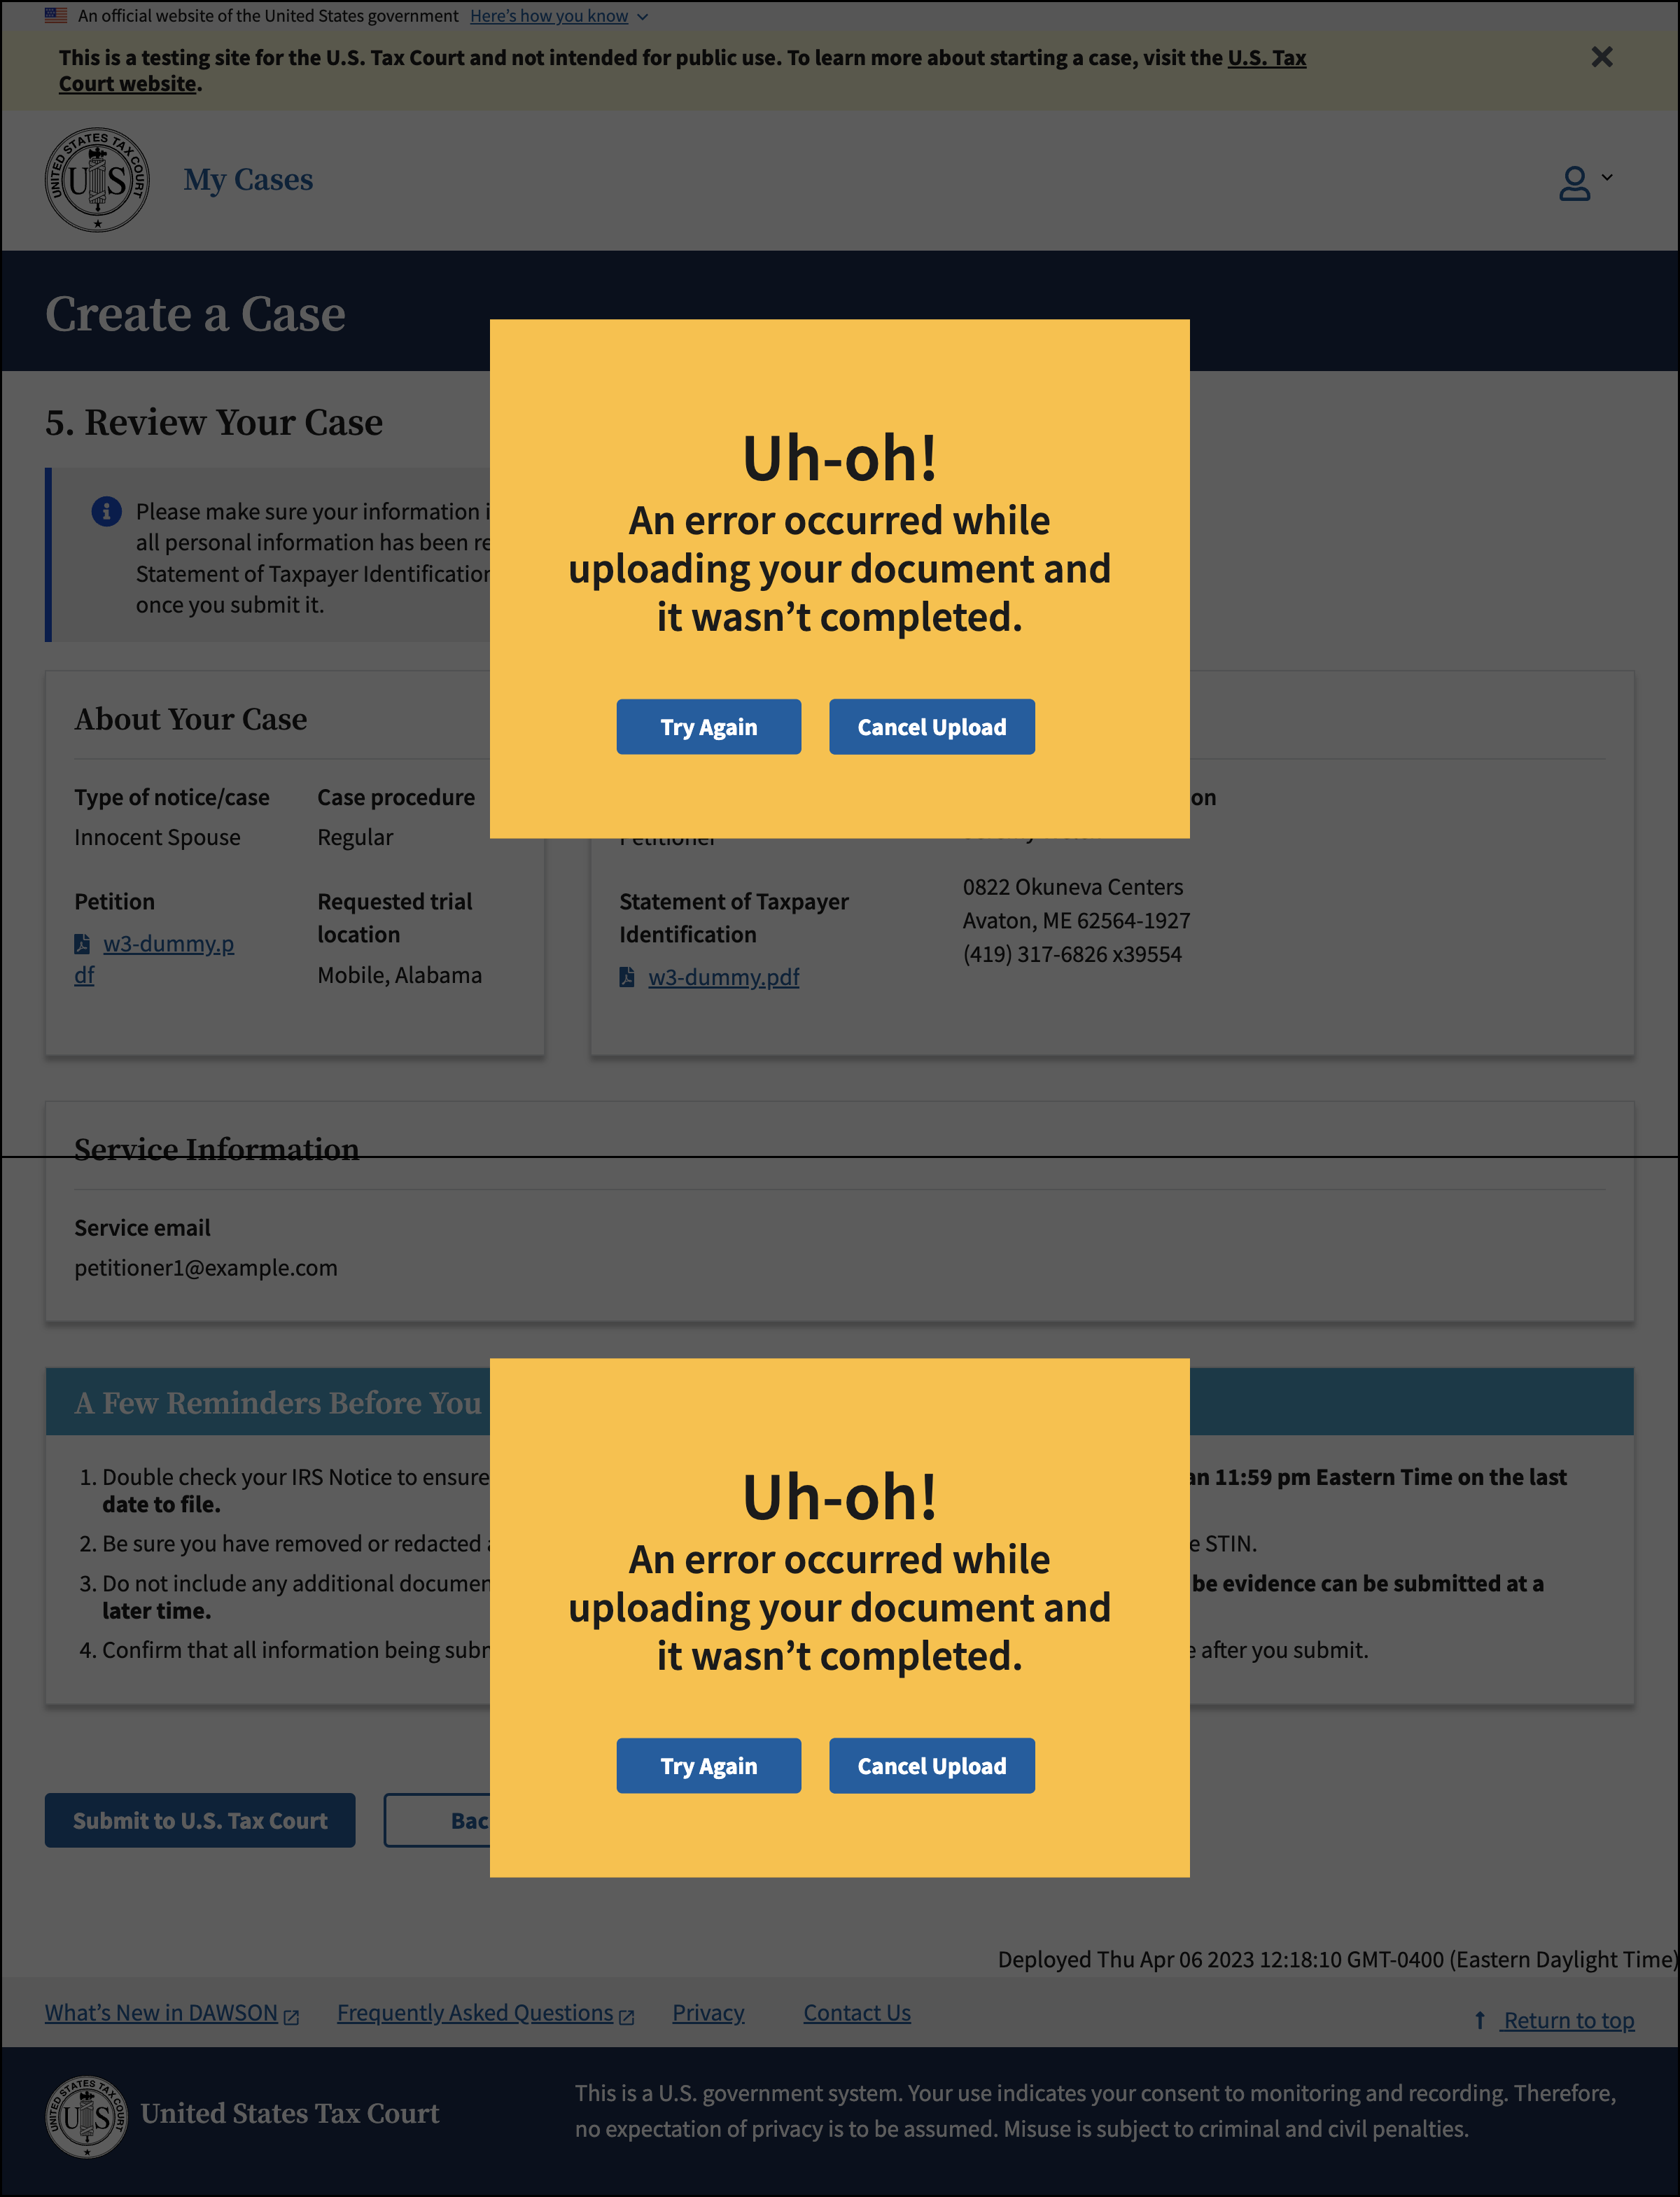 An official website of the United States government Here's how you know
This is a testing site for the U.S. Tax Court and not intended for public use. To learn more about starting a case, visit the U.S. Tax
Court website.
UNITED STATES TAX COURT
US
My Cases
Create a Case
5. Review Your Case
Please make sure your information i
all personal information has been re
Statement of Taxpayer Identification
once you submit it.
Uh-oh!
An error occurred while
uploading your document and
it wasn't completed.
Try Again Cancel Upload
About Your Case
Type of notice/case
Innocent Spouse
Case procedure
Regular
Petition
w3-dummy.p
df
Requested trial
location
Mobile, Alabama
on
Petitioner
Statement of Taxpayer
Identification
w3-dummy.pdf
0822 Okuneva Centers
Avaton, ME 62564-1927
(419) 317-6826 x39554
Service Information
Service email
petitioner1@example.com
A Few Reminders Before You
1. Double check your IRS Notice to ensure an 11:59 pm Eastern Time on the last
date to file.
2. Be sure you have removed or redacted e STIN.
3. Do not include any additional documen be evidence can be submitted at a
later time.
4. Confirm that all information being subm e after you submit.
Uh-oh!
An error occurred while
uploading your document and
it wasn't completed.
Try Again Cancel Upload
Submit to U.S. Tax Court Bac
Deployed Thu Apr 06 2023 12:18:10 GMT-0400 (Eastern Daylight Time)
What's New in DAWSON Frequently Asked Questions Privacy Contact Us Return to top
UNITED STATES TAX COURT
US
United States Tax Court
This is a U.S. government system. Your use indicates your consent to monitoring and recording. Therefore,
no expectation of privacy is to be assumed. Misuse is subject to criminal and civil penalties.